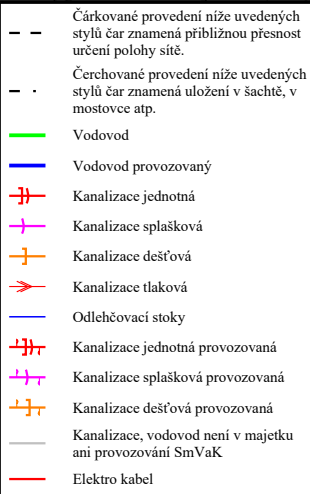 Čárkované provedení níže uvedených
stylů čar znamená přibližnou přesnost
určení polohy sítě.
Čerchované provedení níže uvedených
stylů čar znamená uložení v šachtě, v
mostovce atp.
Vodovod
Vodovod provozovaný
Kanalizace jednotná
Kanalizace splašková
Kanalizace dešťová
Kanalizace tlaková
Odlehčovací stoky
Kanalizace jednotná provozovaná
Kanalizace splašková provozovaná
Kanalizace dešťová provozovaná
Kanalizace, vodovod není v majetku
ani provozování SmVaK
Elektro kabel